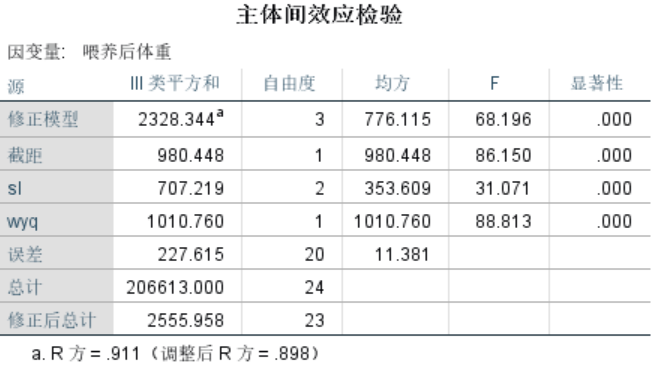 主体间效应检验
因变量: 喂养后体重
源 III 类平方和 自由度 均方 F 显著性
修正模型 2328.344a 3 776.115 68.196 .000
截距 980.448 1 980.448 86.150 .000
sl 707.219 2 353.609 31.071 .000
wyq 1010.760 1 1010.760 88.813 .000
误差 227.615 20 11.381
总计 206613.000 24
修正后总计 2555.958 23
a. R 方 = .911（调整后 R 方 = .898）